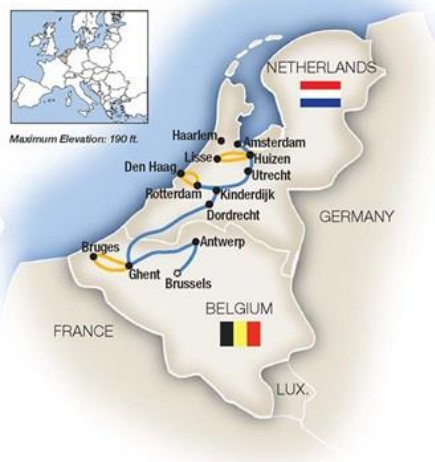 Maximum Elevation: 190 ft.
NETHERLANDS
Haarlem
Amsterdam
Lisse
Huizen
Den Haag
Utrecht
Rotterdam
Kinderdijk
Dordrecht
GERMANY
Bruges
Antwerp
Ghent
Brussels
BELGIUM
FRANCE
LUX.